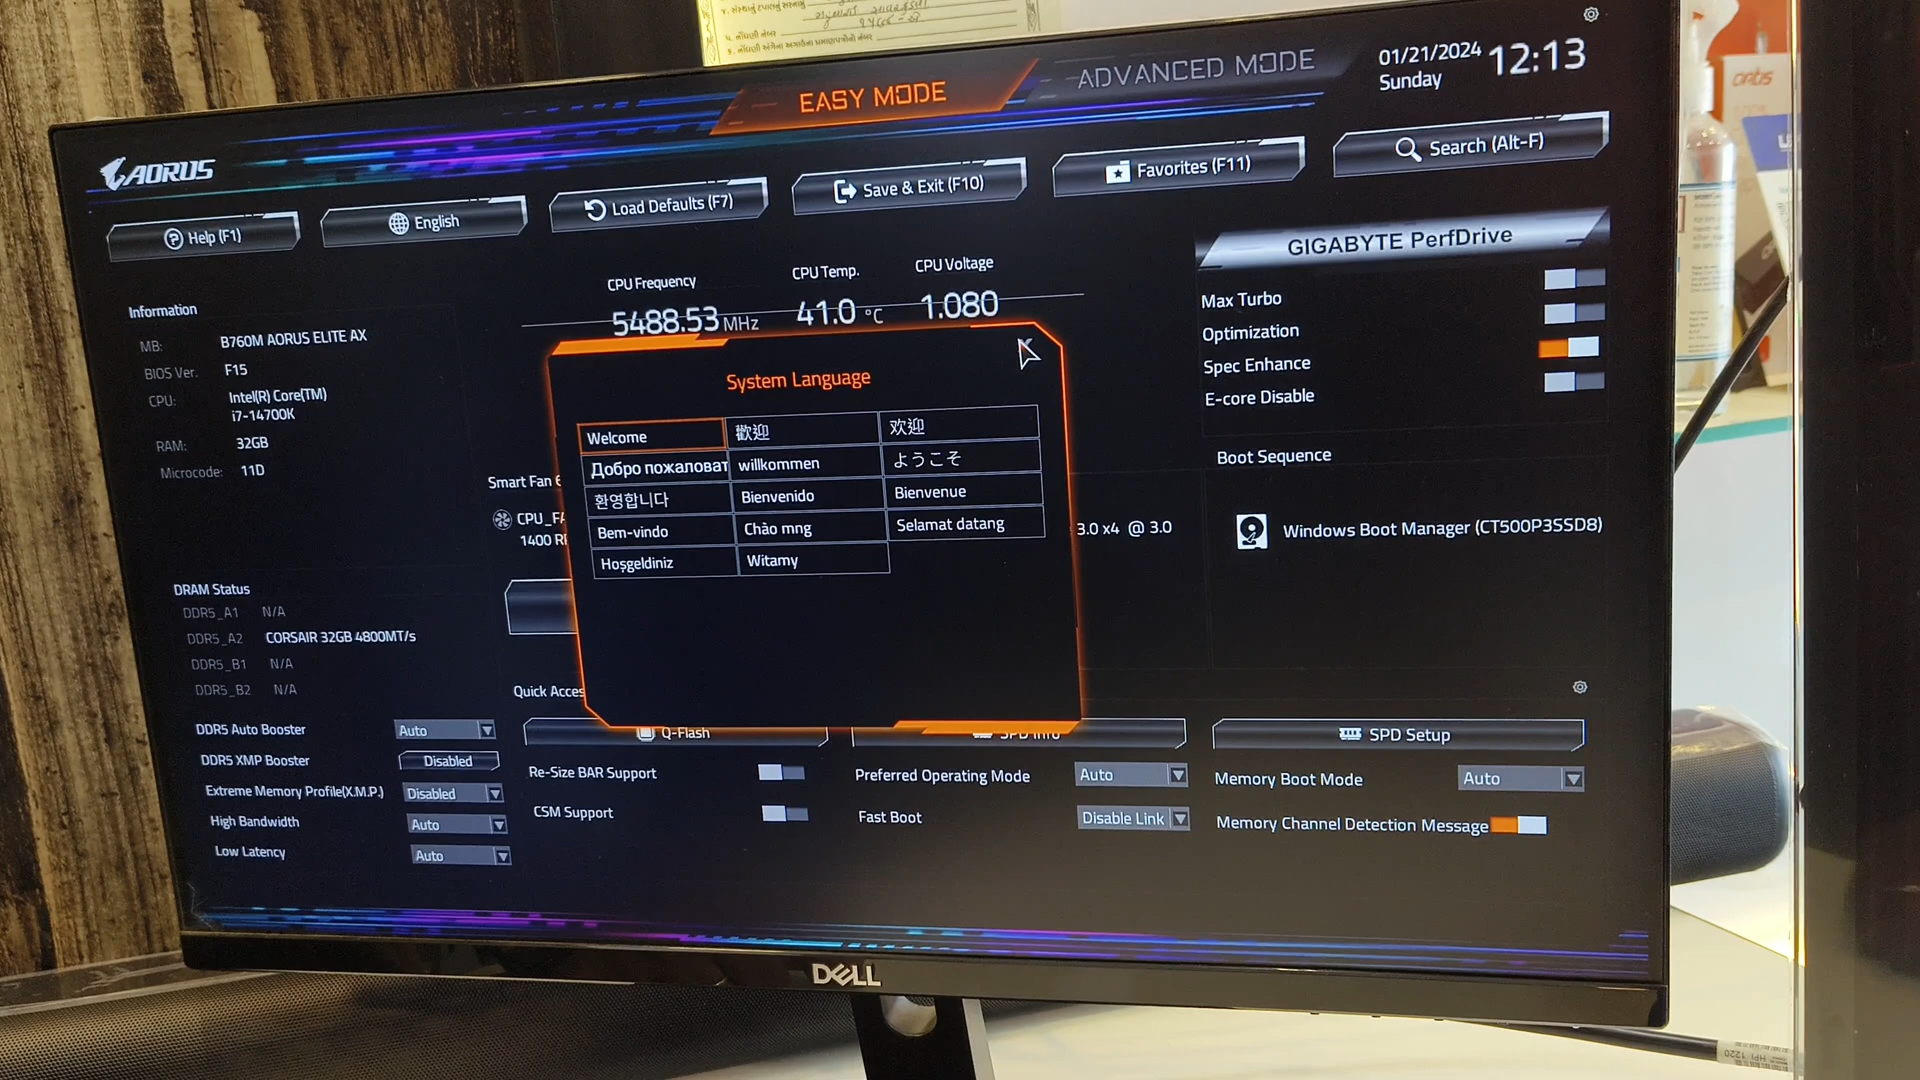 ૫. નોંધણી નંબર
EASY MODE
ADVANCED MODE
01/21/2024
Sunday
12:13
AORUS
Help (F1)
English
Load Defaults (F7)
Save & Exit (F10)
Favorites (F11)
Search (Alt-F)
Information
MB: B760M AORUS ELITE AX
BIOS Ver. F15
CPU: Intel(R) Core(TM)
i7-14700K
RAM: 32GB
Microcode: 11D
CPU Frequency
5488.53 MHz
CPU Temp.
41.0 °C
CPU Voltage
1.080
GIGABYTE PerfDrive
Max Turbo
Optimization
Spec Enhance
E-core Disable
System Language
Welcome 歡迎 欢迎
Добро пожаловат willkommen ようこそ
환영합니다 Bienvenido Bienvenue
Bem-vindo Chào mng Selamat datang
Hoşgeldiniz Witamy
Smart Fan 6
CPU_FA
1400 R
3.0 x4 @ 3.0
Boot Sequence
Windows Boot Manager (CT500P3SSD8)
DRAM Status
DDR5_A1 N/A
DDR5_A2 CORSAIR 32GB 4800MT/s
DDR5_B1 N/A
DDR5_B2 N/A
DDR5 Auto Booster Auto
DDR5 XMP Booster Disabled
Extreme Memory Profile(X.M.P.) Disabled
High Bandwidth Auto
Low Latency Auto
Quick Acces
Q-Flash
SPD Info
SPD Setup
Re-Size BAR Support
CSM Support
Preferred Operating Mode Auto
Fast Boot Disable Link
Memory Boot Mode Auto
Memory Channel Detection Message
DELL